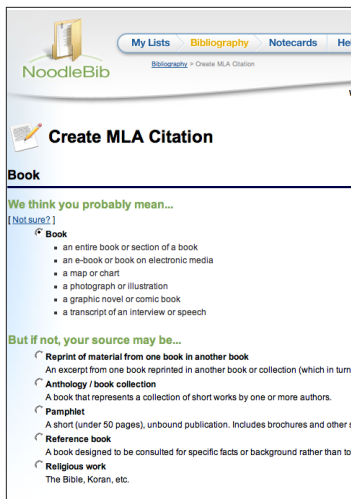 My Lists Bibliography Notecards
NoodleBib
Bibliography > Create MLA Citation
Create MLA Citation
Book
We think you probably mean...
[ Not sure? ]
Book
an entire book or section of a book
an e-book or book on electronic media
a map or chart
a photograph or illustration
a graphic novel or comic book
a transcript of an interview or speech
But if not, your source may be...
Reprint of material from one book in another book
An excerpt from one book reprinted in another book or collection (which in turn
Anthology / book collection
A book that represents a collection of short works by one or more authors.
Pamphlet
A short (under 50 pages), unbound publication. Includes brochures and other
Reference book
A book designed to be consulted for specific facts or background rather than to
Religious work
The Bible, Koran, etc.